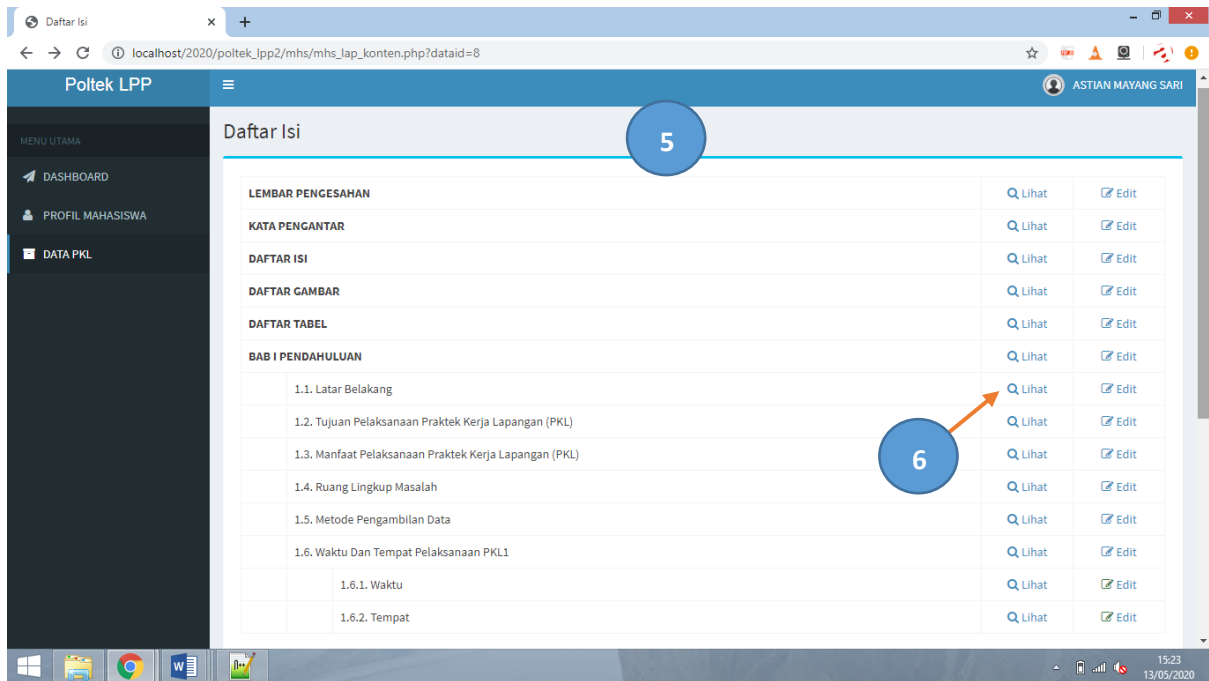 Daftar Isi
localhost/2020/poltek_lpp2/mhs/mhs_lap_konten.php?dataid=8
Poltek LPP
ASTIAN MAYANG SARI
MENU UTAMA
DASHBOARD
PROFIL MAHASISWA
DATA PKL
Daftar Isi
5
LEMBAR PENGESAHAN Lihat Edit
KATA PENGANTAR Lihat Edit
DAFTAR ISI Lihat Edit
DAFTAR GAMBAR Lihat Edit
DAFTAR TABEL Lihat Edit
BAB I PENDAHULUAN Lihat Edit
1.1. Latar Belakang Lihat Edit
1.2. Tujuan Pelaksanaan Praktek Kerja Lapangan (PKL) Lihat Edit
1.3. Manfaat Pelaksanaan Praktek Kerja Lapangan (PKL) Lihat Edit
6
1.4. Ruang Lingkup Masalah Lihat Edit
1.5. Metode Pengambilan Data Lihat Edit
1.6. Waktu Dan Tempat Pelaksanaan PKL1 Lihat Edit
1.6.1. Waktu Lihat Edit
1.6.2. Tempat Lihat Edit
15:23
13/05/2020